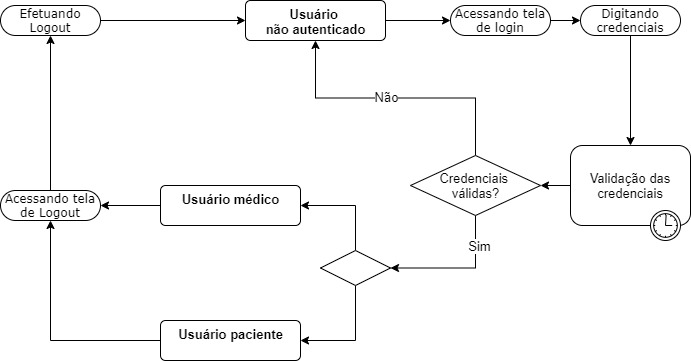 Efetuando
Logout
Usuário
não autenticado
Acessando tela
de login
Digitando
credenciais
Não
Credenciais
válidas?
Validação das
credenciais
Acessando tela
de Logout
Usuário médico
Sim
Usuário paciente